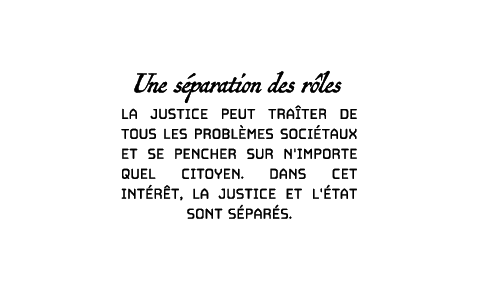 Une séparation des rôles
LA JUSTICE PEUT TRAÎTER DE
TOUS LES PROBLÈMES SOCIÉTAUX
ET SE PENCHER SUR N'IMPORTE
QUEL CITOYEN. DANS CET
INTÉRÊT, LA JUSTICE ET L'ÉTAT
SONT SÉPARÉS.